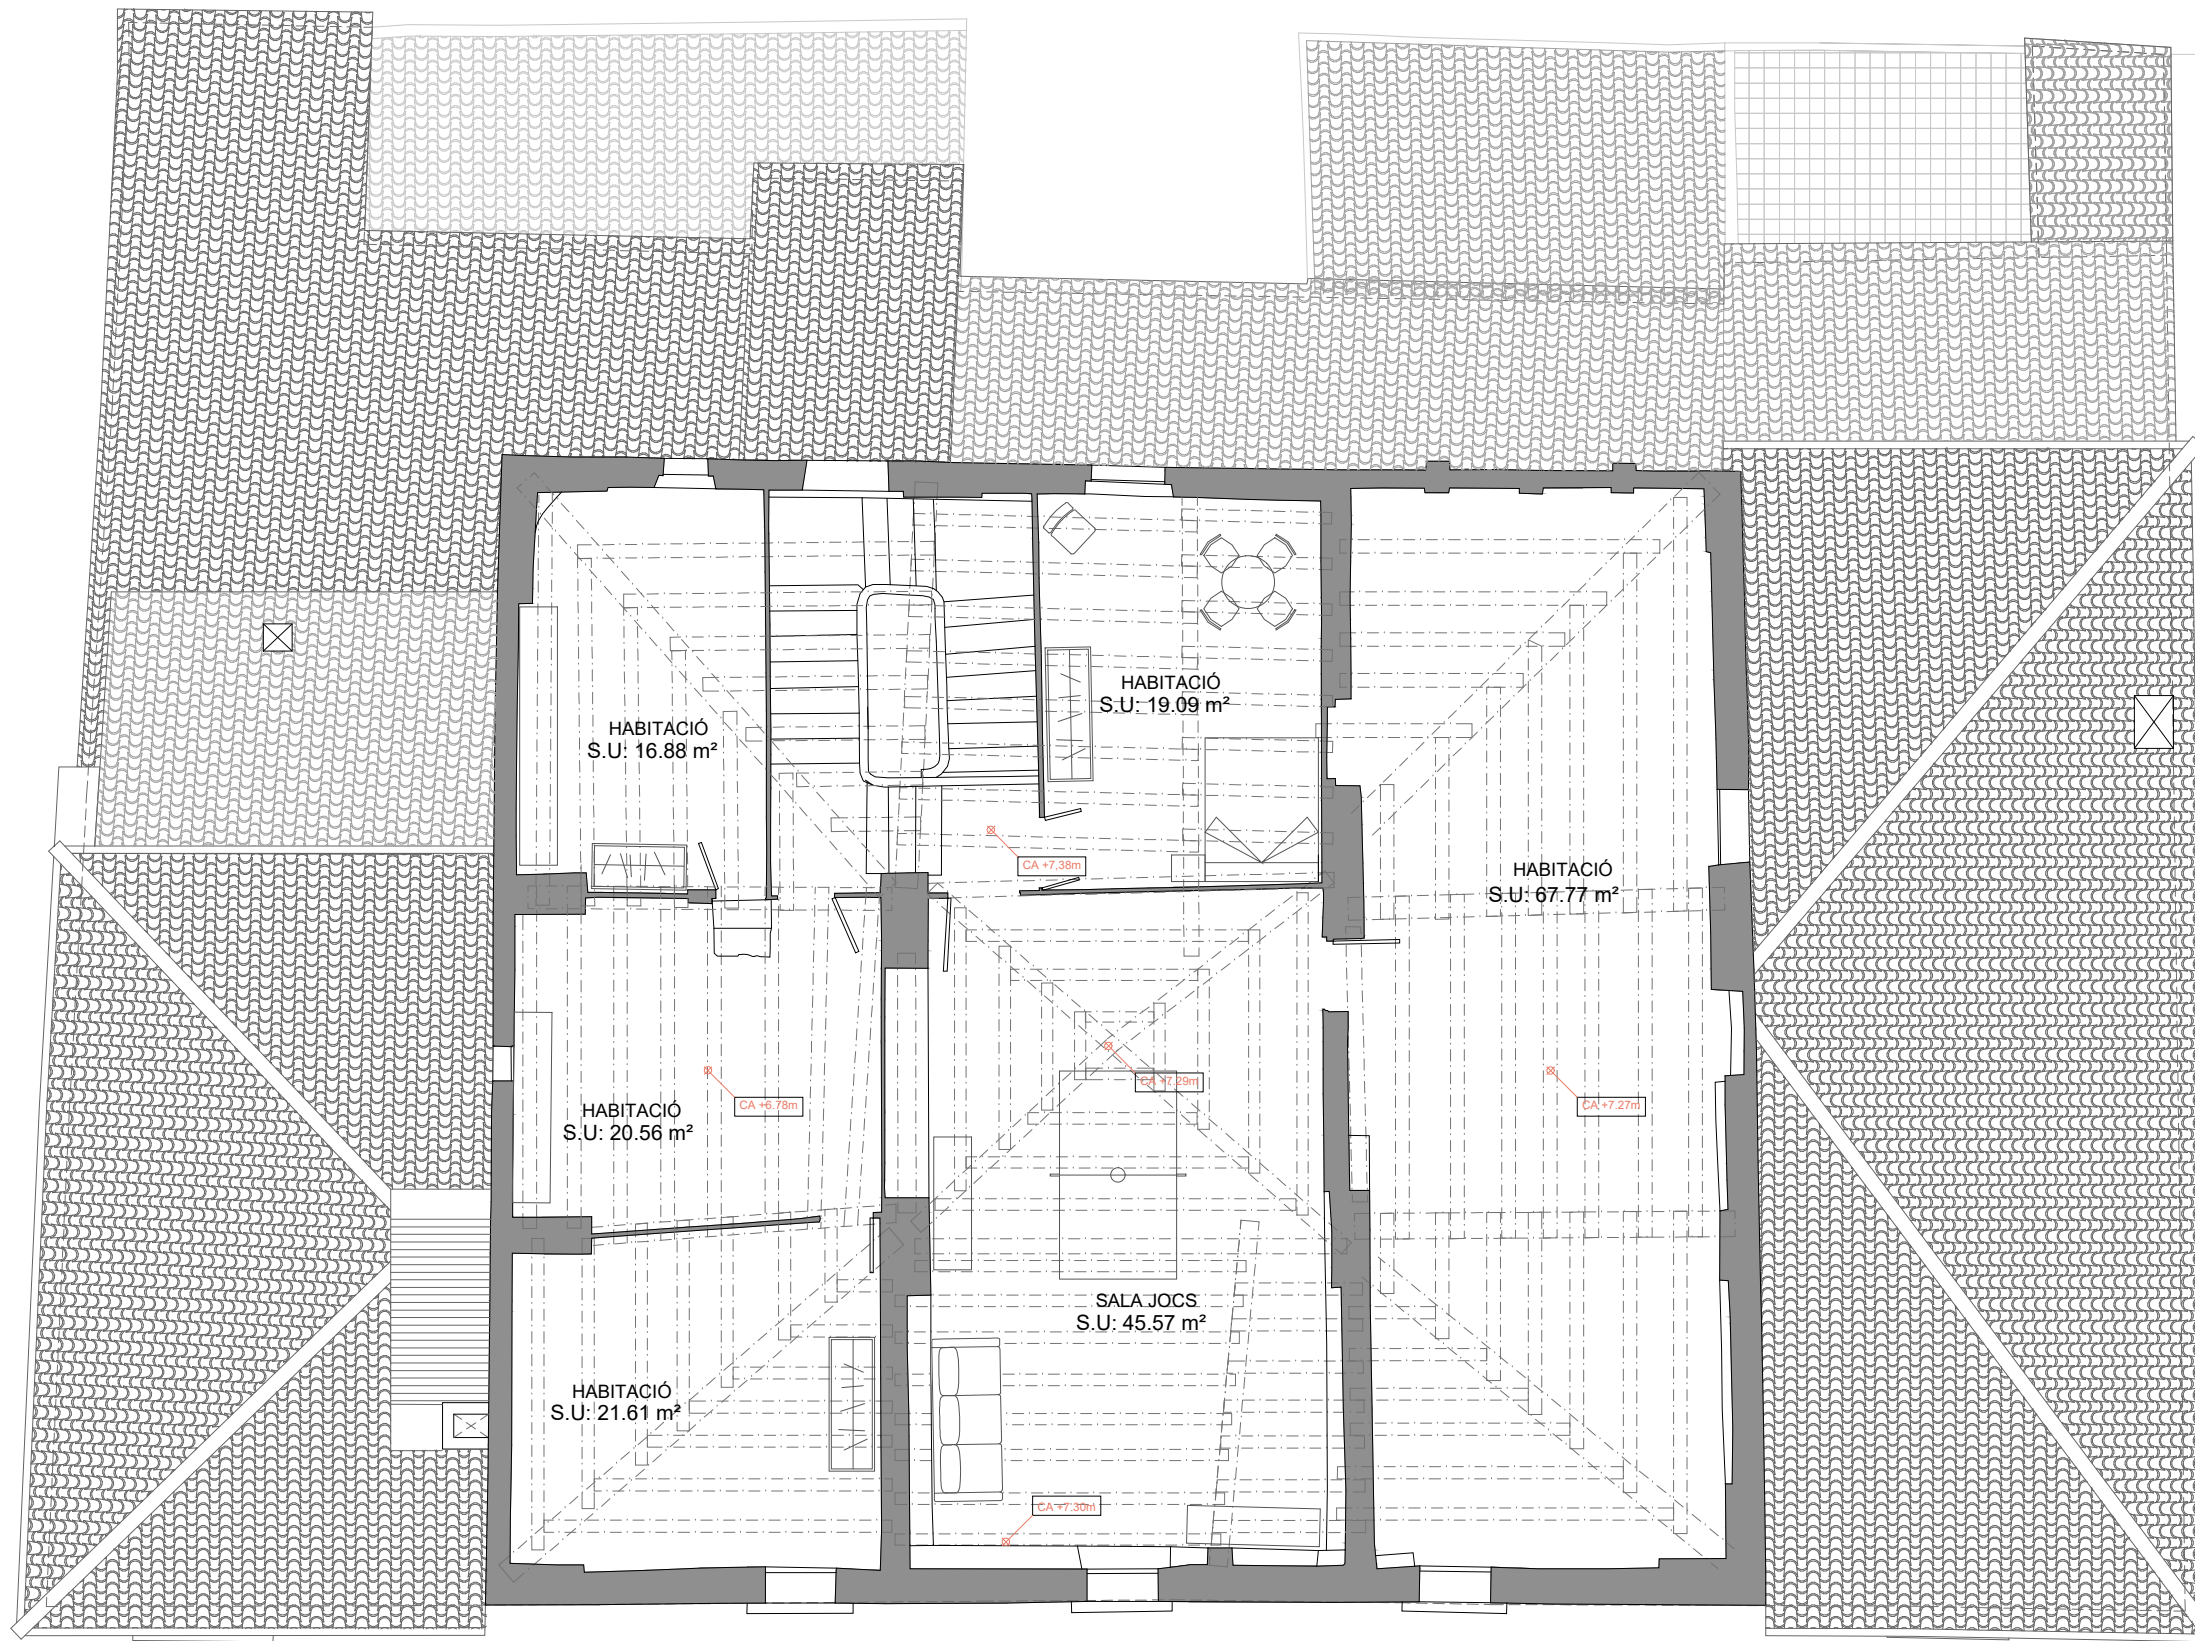 HABITACIÓ
S.U: 19.09 m²
HABITACIÓ
S.U: 16.88 m²
CA +7,38m
HABITACIÓ
S.U: 67.77 m²
CA +7.29m
HABITACIÓ
S.U: 20.56 m²
CA +6.78m
CA +7.27m
SALA JOCS
S.U: 45.57 m²
HABITACIÓ
S.U: 21.61 m²
CA +7.30m